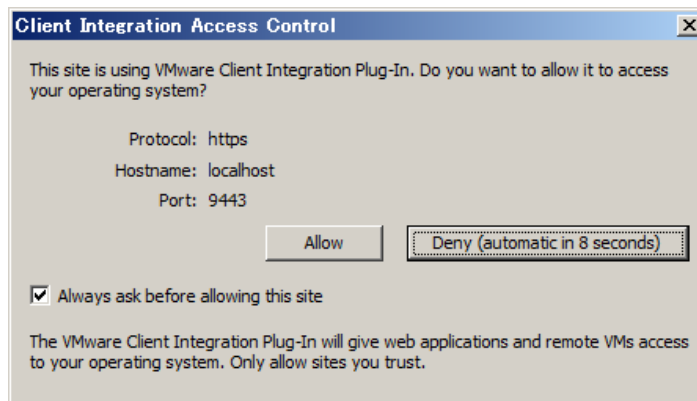 Client Integration Access Control
This site is using VMware Client Integration Plug-In. Do you want to allow it to access
your operating system?
Protocol: https
Hostname: localhost
Port: 9443
Allow
Deny (automatic in 8 seconds)
Always ask before allowing this site
The VMware Client Integration Plug-In will give web applications and remote VMs access
to your operating system. Only allow sites you trust.